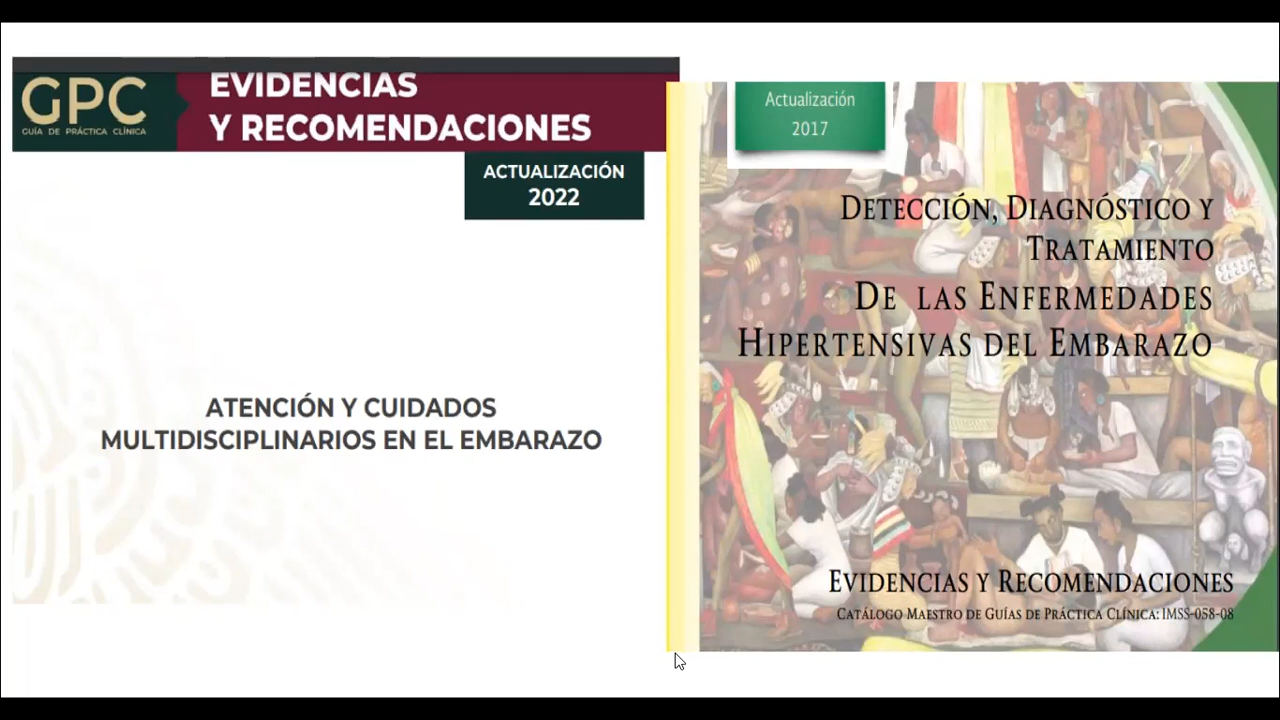 GPC
GUÍA DE PRÁCTICA CLÍNICA
EVIDENCIAS
Y RECOMENDACIONES
ACTUALIZACIÓN
2022
ATENCIÓN Y CUIDADOS
MULTIDISCIPLINARIOS EN EL EMBARAZO
Actualización
2017
DETECCIÓN, DIAGNÓSTICO Y
TRATAMIENTO
DE LAS ENFERMEDADES
HIPERTENSIVAS DEL EMBARAZO
EVIDENCIAS Y RECOMENDACIONES
CATÁLOGO MAESTRO DE GUÍAS DE PRÁCTICA CLÍNICA: IMSS-058-08